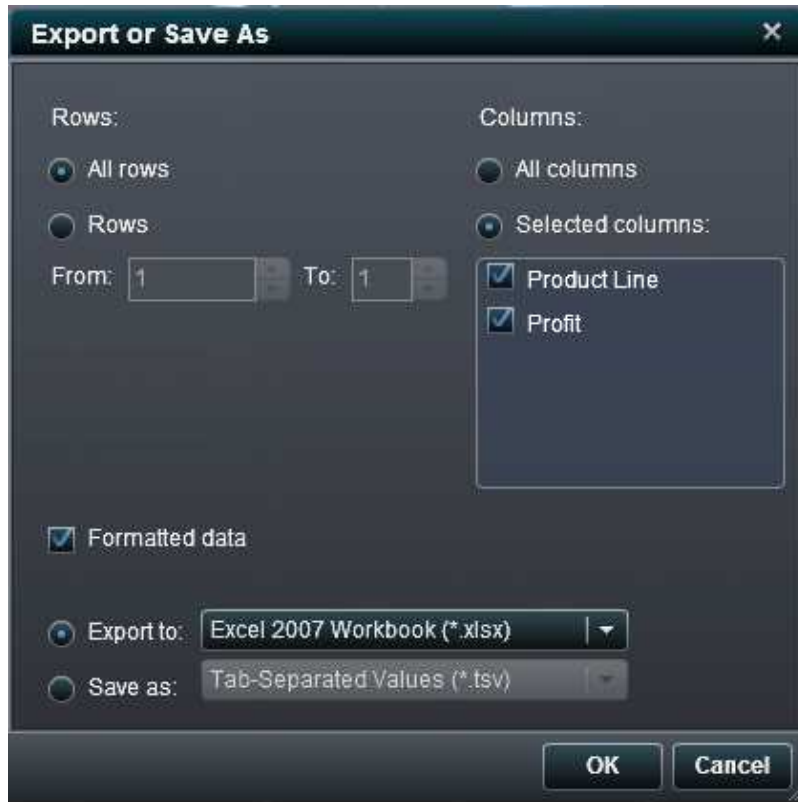 Export or Save As
Rows:
All rows
Rows
From: 1 To: 1
Columns:
All columns
Selected columns:
Product Line
Profit
Formatted data
Export to: Excel 2007 Workbook (*.xlsx)
Save as: Tab-Separated Values (*.tsv)
OK Cancel